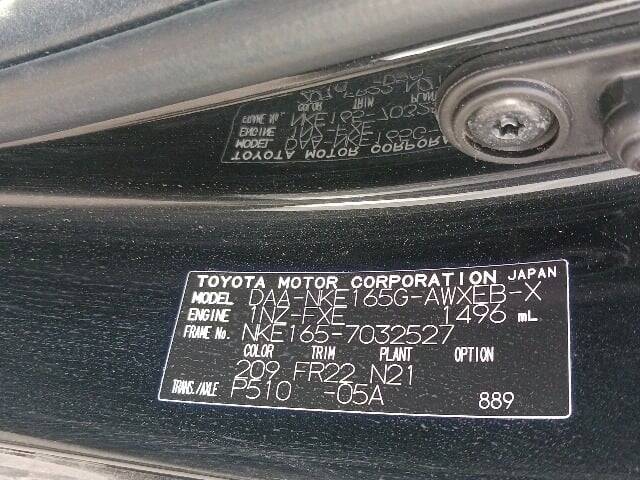 TOYOTA MOTOR CORPORATION JAPAN
MODEL DAA-NKE165G-AWXEB-X
ENGINE 1NZ-FXE 1496 mL
FRAME No. NKE165-7032527
COLOR TRIM PLANT OPTION
209 FR22 N21
TRANS./AXLE P510 -05A 889